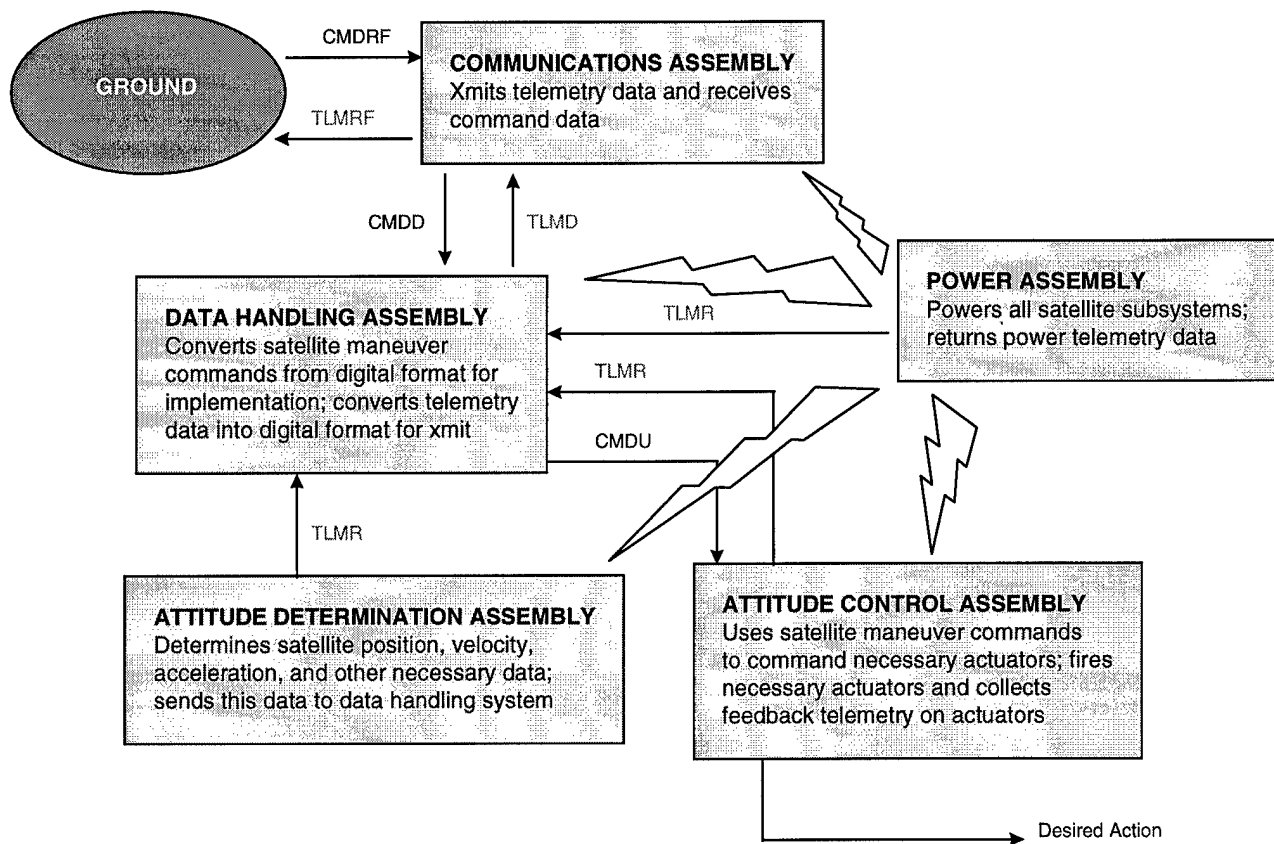 GROUND
CMDRF
TLMRF
COMMUNICATIONS ASSEMBLY
Xmits telemetry data and receives
command data
CMDD
TLMD
POWER ASSEMBLY
Powers all satellite subsystems;
returns power telemetry data
DATA HANDLING ASSEMBLY
Converts satellite maneuver
commands from digital format for
implementation; converts telemetry
data into digital format for xmit
TLMR
TLMR
CMDU
TLMR
ATTITUDE DETERMINATION ASSEMBLY
Determines satellite position, velocity,
acceleration, and other necessary data;
sends this data to data handling system
ATTITUDE CONTROL ASSEMBLY
Uses satellite maneuver commands
to command necessary actuators; fires
necessary actuators and collects
feedback telemetry on actuators
Desired Action